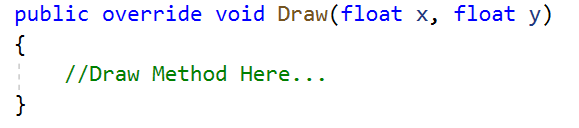 public override void Draw(float x, float y)
{
//Draw Method Here...
}